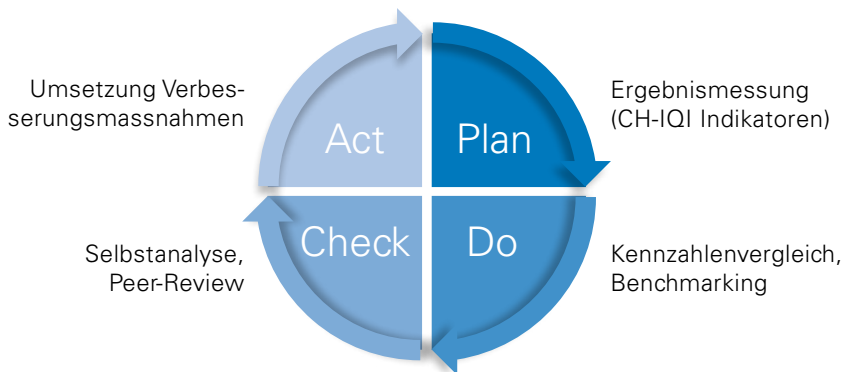 Umsetzung Verbes-
serungsmassnahmen
Act
Plan
Ergebnismessung
(CH-IQI Indikatoren)
Selbstanalyse,
Peer-Review
Check
Do
Kennzahlenvergleich,
Benchmarking